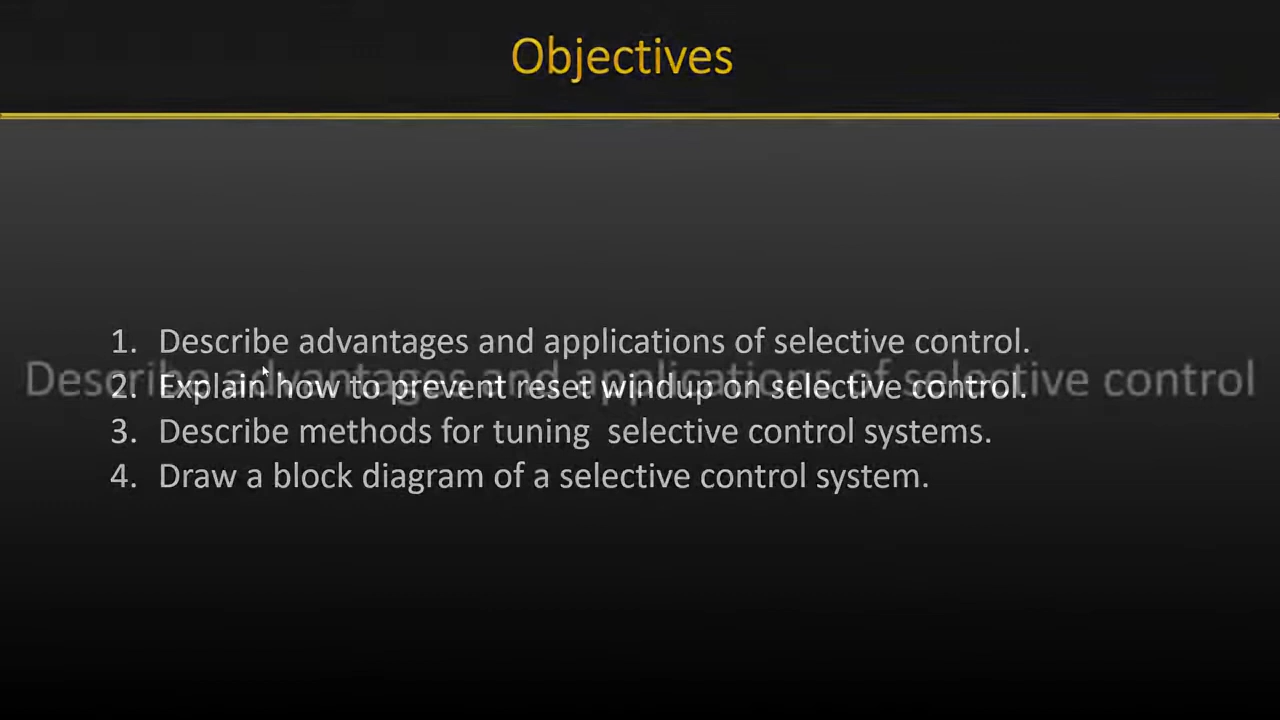 Objectives
1. Describe advantages and applications of selective control.
Describe advantages and applications of selective control
2. Explain how to prevent reset windup on selective control.
3. Describe methods for tuning  selective control systems.
4. Draw a block diagram of a selective control system.